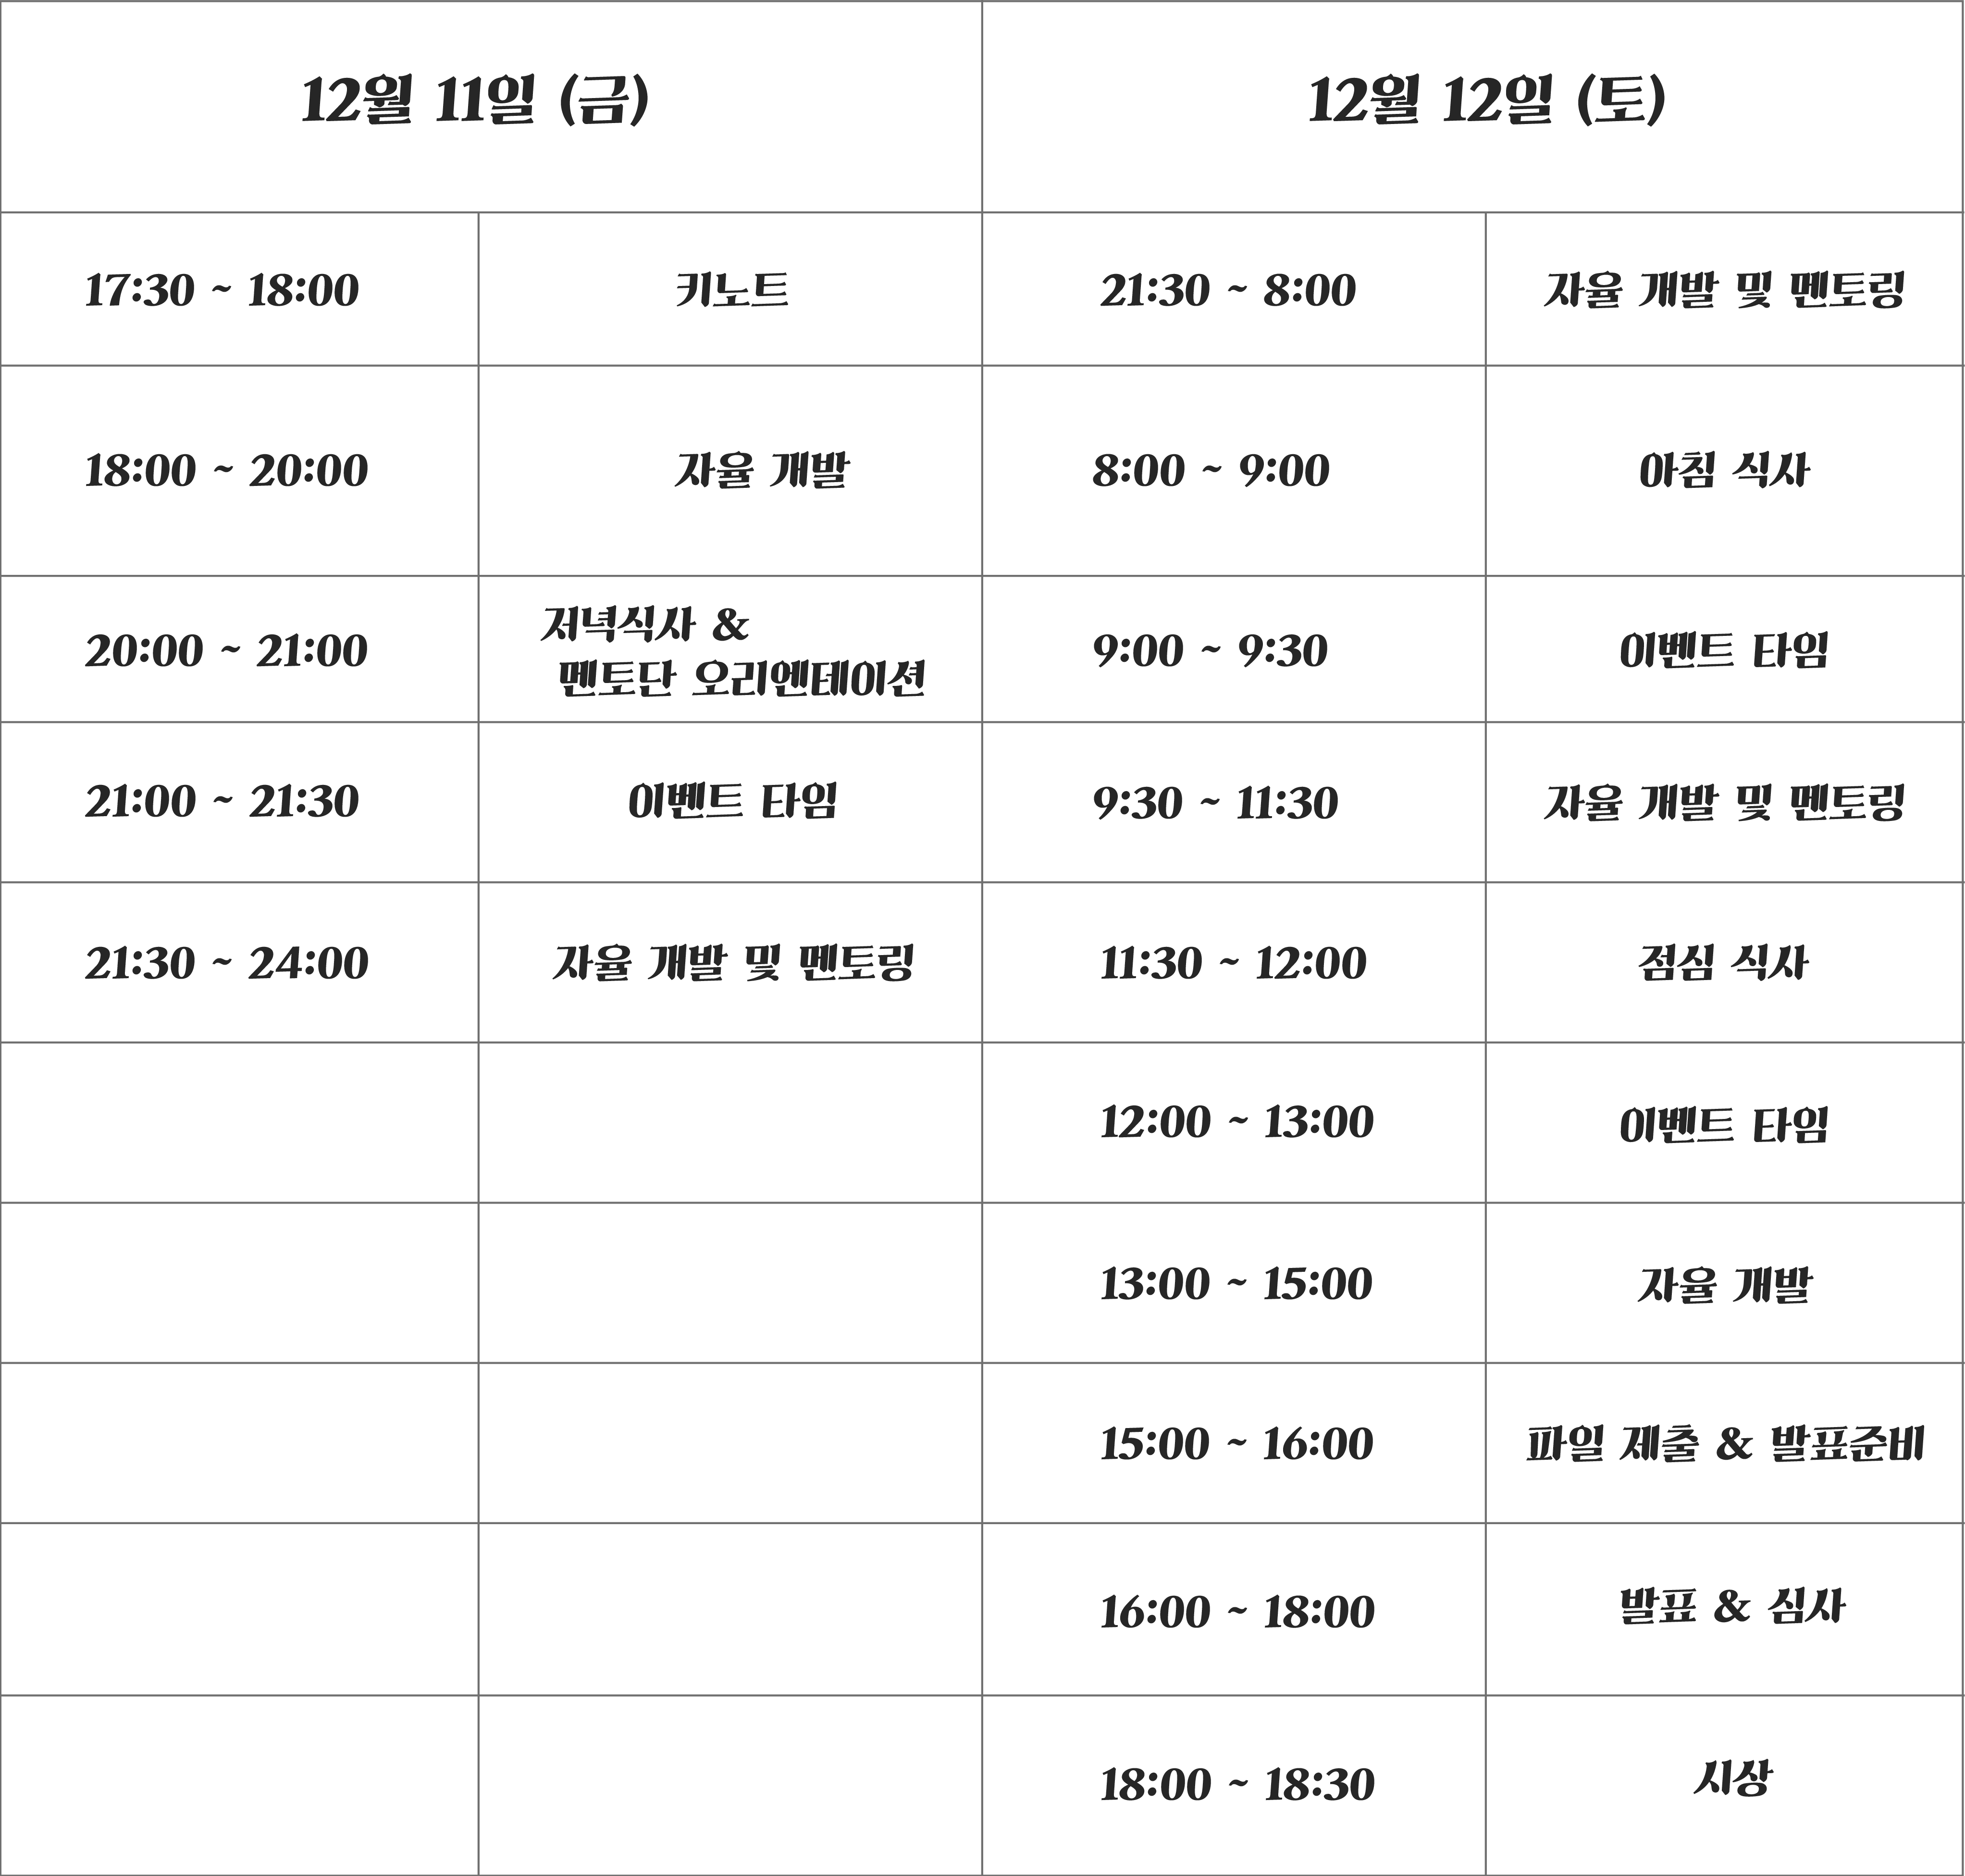 12월 11일 (금)
12월 12일 (토)
17:30 ~ 18:00
키노트
21:30 ~ 8:00
자율 개발 및 멘토링
18:00 ~ 20:00
자율 개발
8:00 ~ 9:00
아침 식사
20:00 ~ 21:00
저녁식사 &
멘토단 오리엔테이션
9:00 ~ 9:30
이벤트 타임
21:00 ~ 21:30
이벤트 타임
9:30 ~ 11:30
자율 개발 및 멘토링
21:30 ~ 24:00
자율 개발 및 멘토링
11:30 ~ 12:00
점심 식사
12:00 ~ 13:00
이벤트 타임
13:00 ~ 15:00
자율 개발
15:00 ~ 16:00
파일 제출 & 발표준비
16:00 ~ 18:00
발표 & 심사
18:00 ~ 18:30
시상